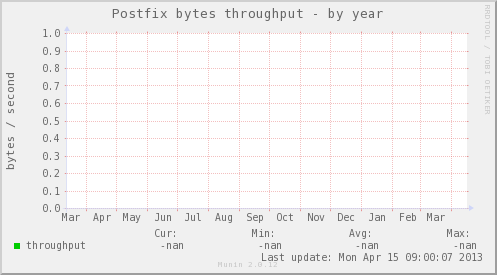 Postfix bytes throughput - by year
RRDTOOL / TOBI OETIKER
bytes / second
1.0
0.9
0.8
0.7
0.6
0.5
0.4
0.3
0.2
0.1
0.0
Mar Apr May Jun Jul Aug Sep Oct Nov Dec Jan Feb Mar
Cur: Min: Avg: Max:
throughput -nan -nan -nan -nan
Last update: Mon Apr 15 09:00:07 2013
Munin 2.0.12